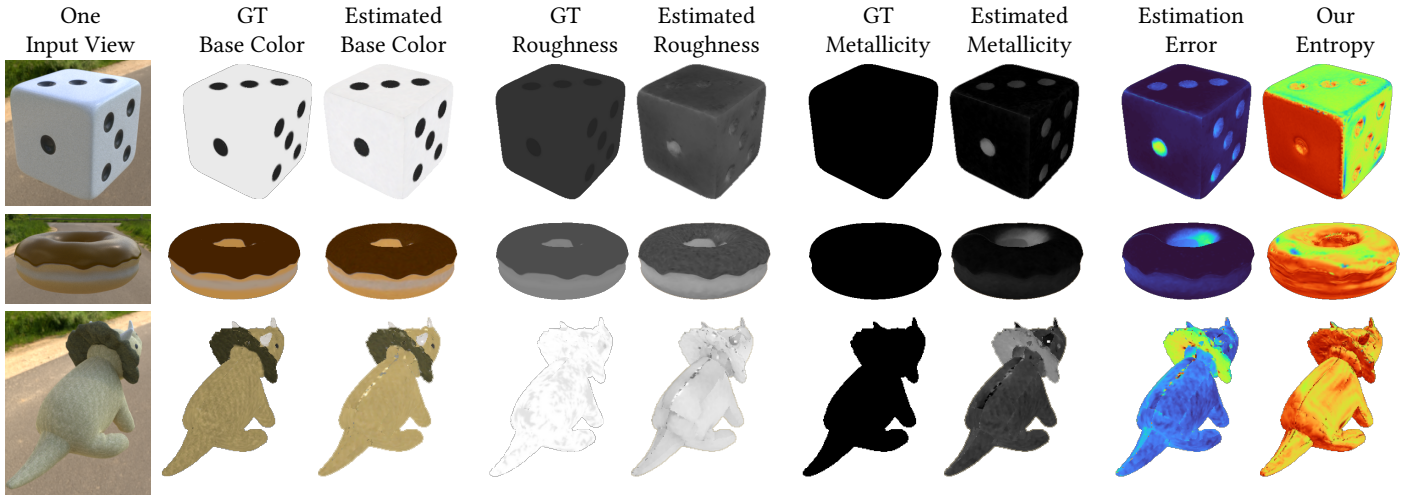 One
Input View
GT
Base Color
Estimated
Base Color
GT
Roughness
Estimated
Roughness
GT
Metallicity
Estimated
Metallicity
Estimation
Error
Our
Entropy